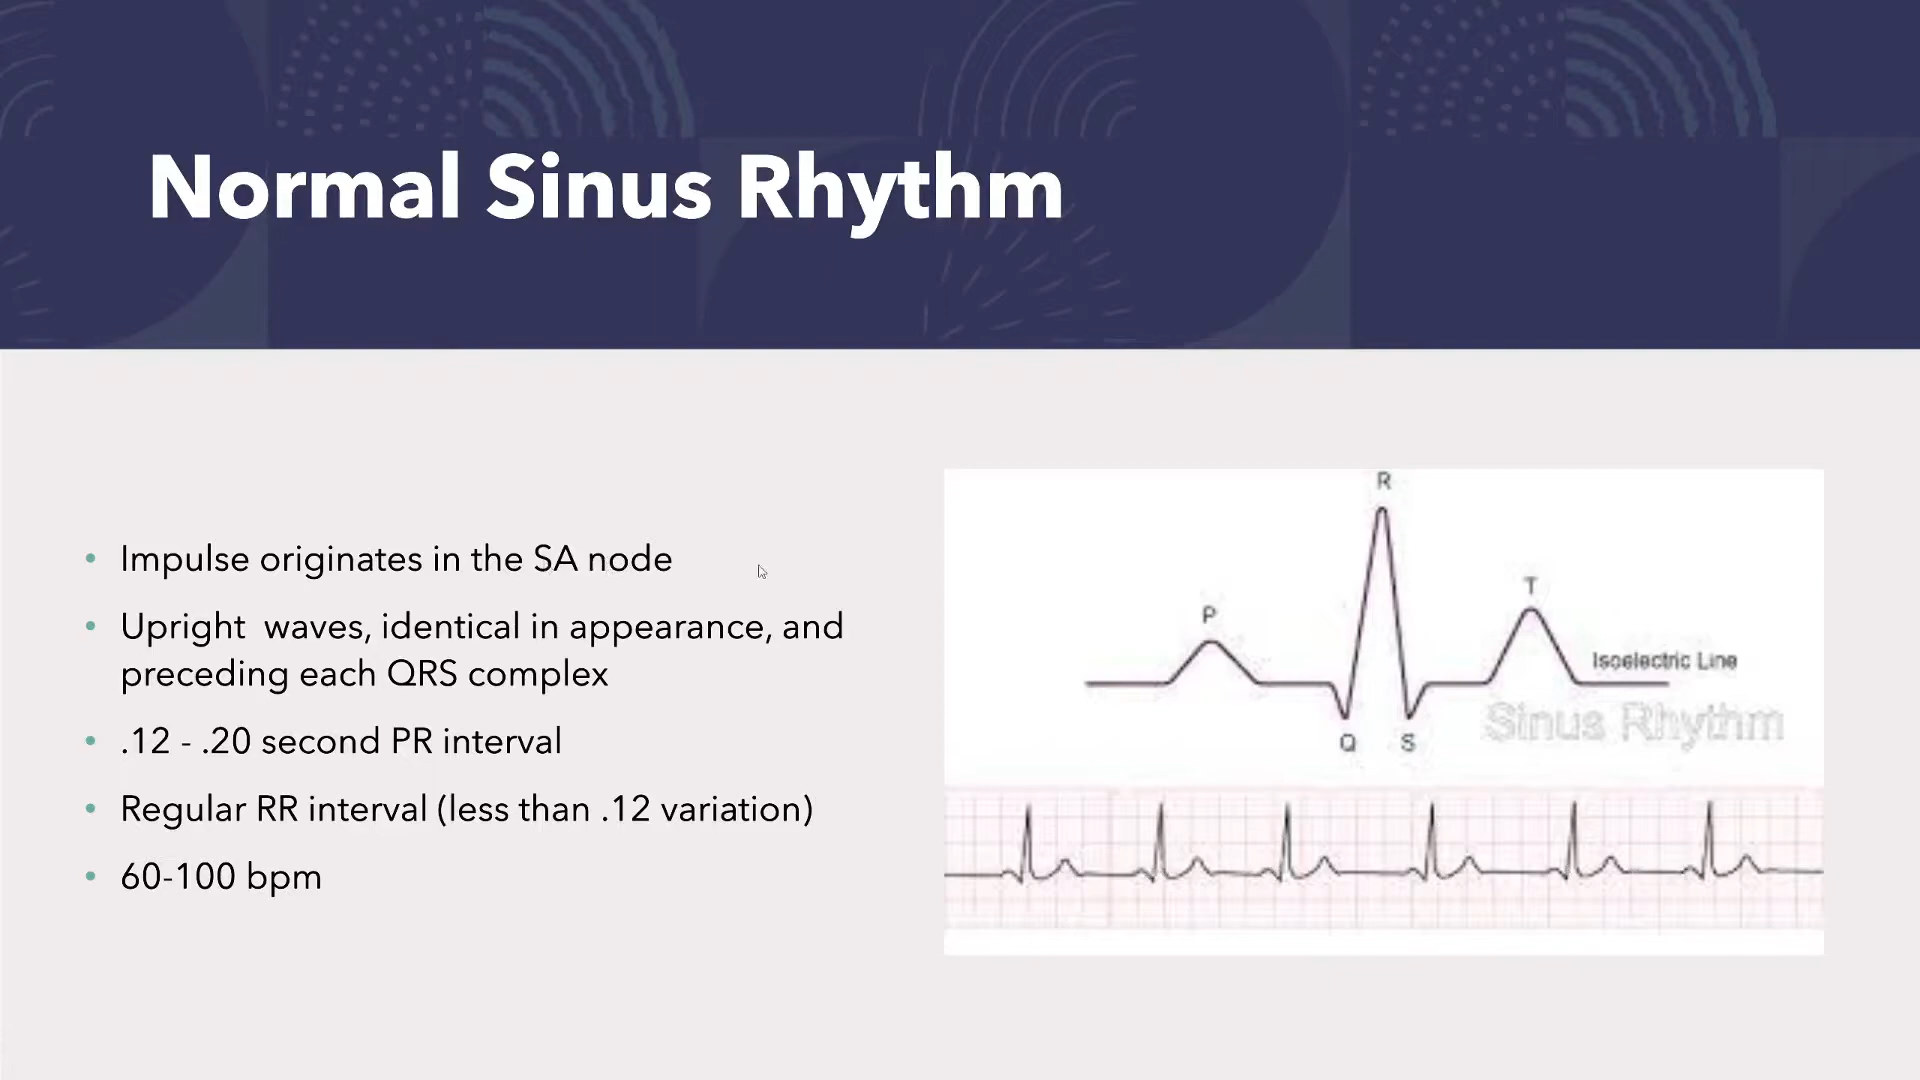 Normal Sinus Rhythm
• Impulse originates in the SA node
• Upright  waves, identical in appearance, and
preceding each QRS complex
• .12 - .20 second PR interval
• Regular RR interval (less than .12 variation)
• 60-100 bpm
R
T
P
Isoelectric Line
Sinus Rhythm
Q
S